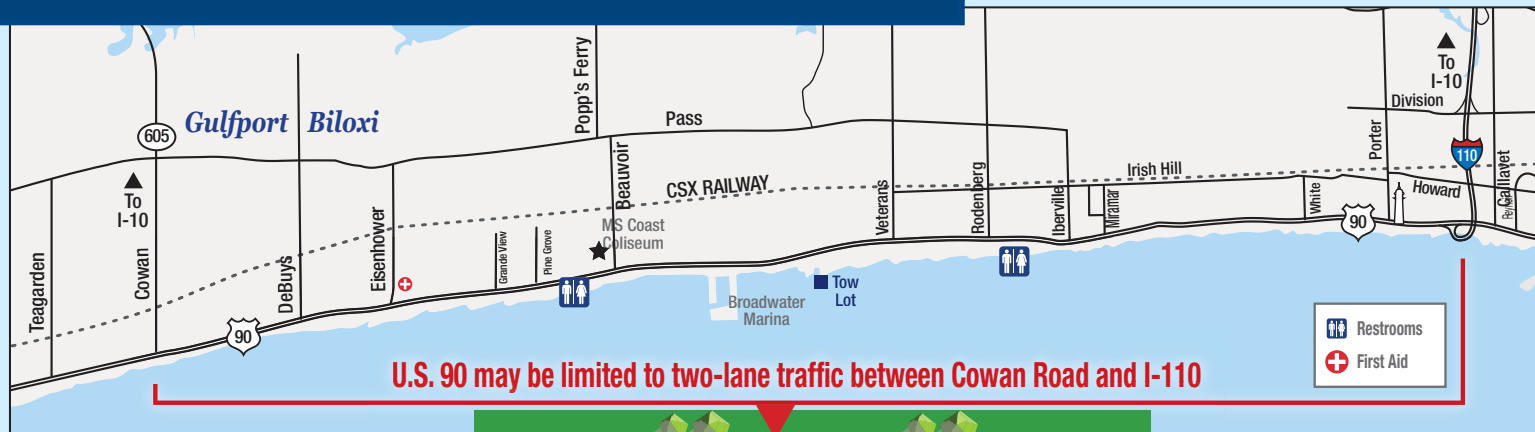 Popp's Ferry
To
I-10
Division
Gulfport
Biloxi
605
Pass
Porter
110
To
I-10
Beauvoir
CSX RAILWAY
Irish Hill
Caillavet
Howard
Veterans
Rodenberg
Iberville
Miramar
White
90
MS Coast
Coliseum
Teagarden
Cowan
DeBuys
Eisenhower
Grande View
Pine Grove
90
Broadwater
Marina
Tow
Lot
Restrooms
First Aid
U.S. 90 may be limited to two-lane traffic between Cowan Road and I-110